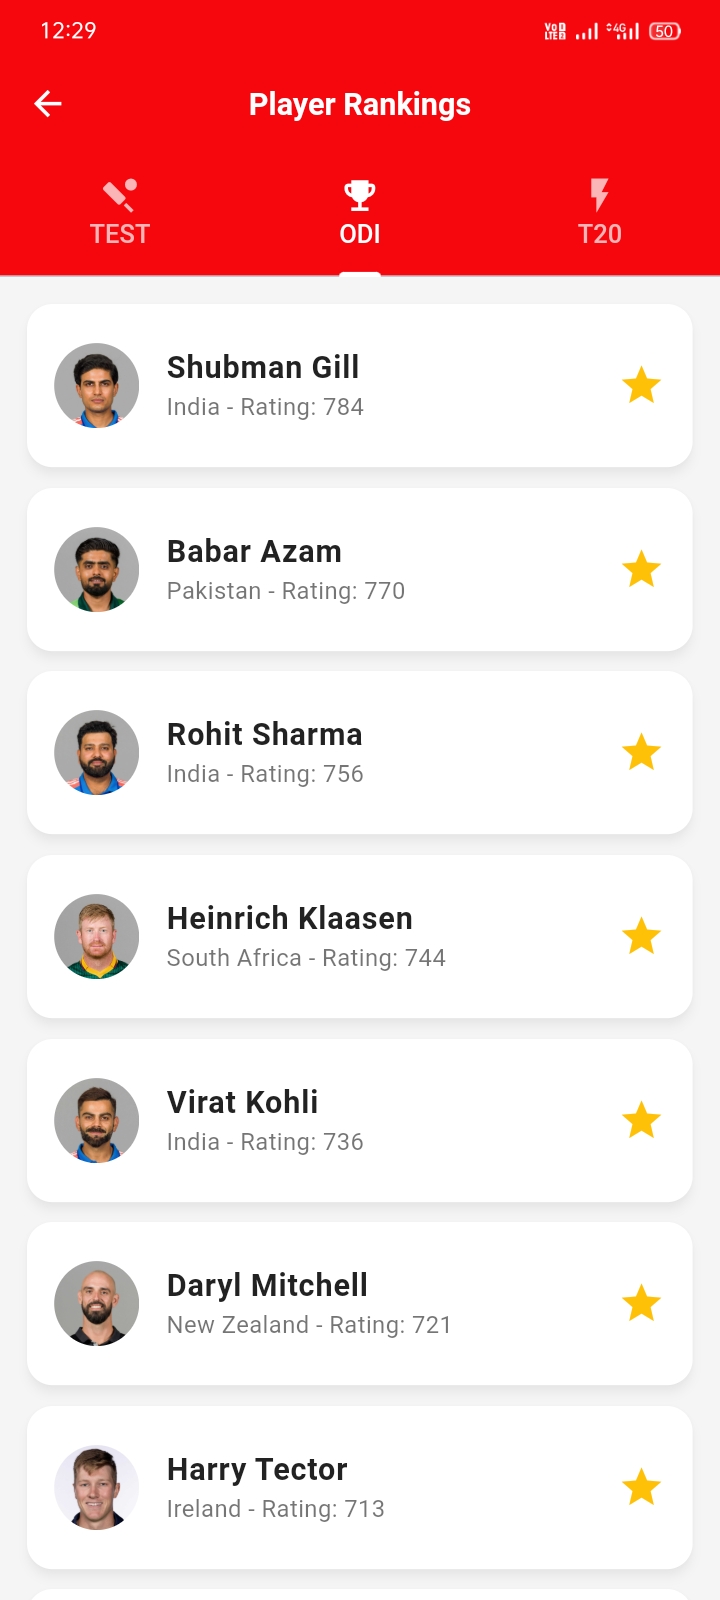 12:29
Vo 1 LTE 2 4G 50
Player Rankings
TEST
ODI
T20
Shubman Gill
India - Rating: 784
Babar Azam
Pakistan - Rating: 770
Rohit Sharma
India - Rating: 756
Heinrich Klaasen
South Africa - Rating: 744
Virat Kohli
India - Rating: 736
Daryl Mitchell
New Zealand - Rating: 721
Harry Tector
Ireland - Rating: 713